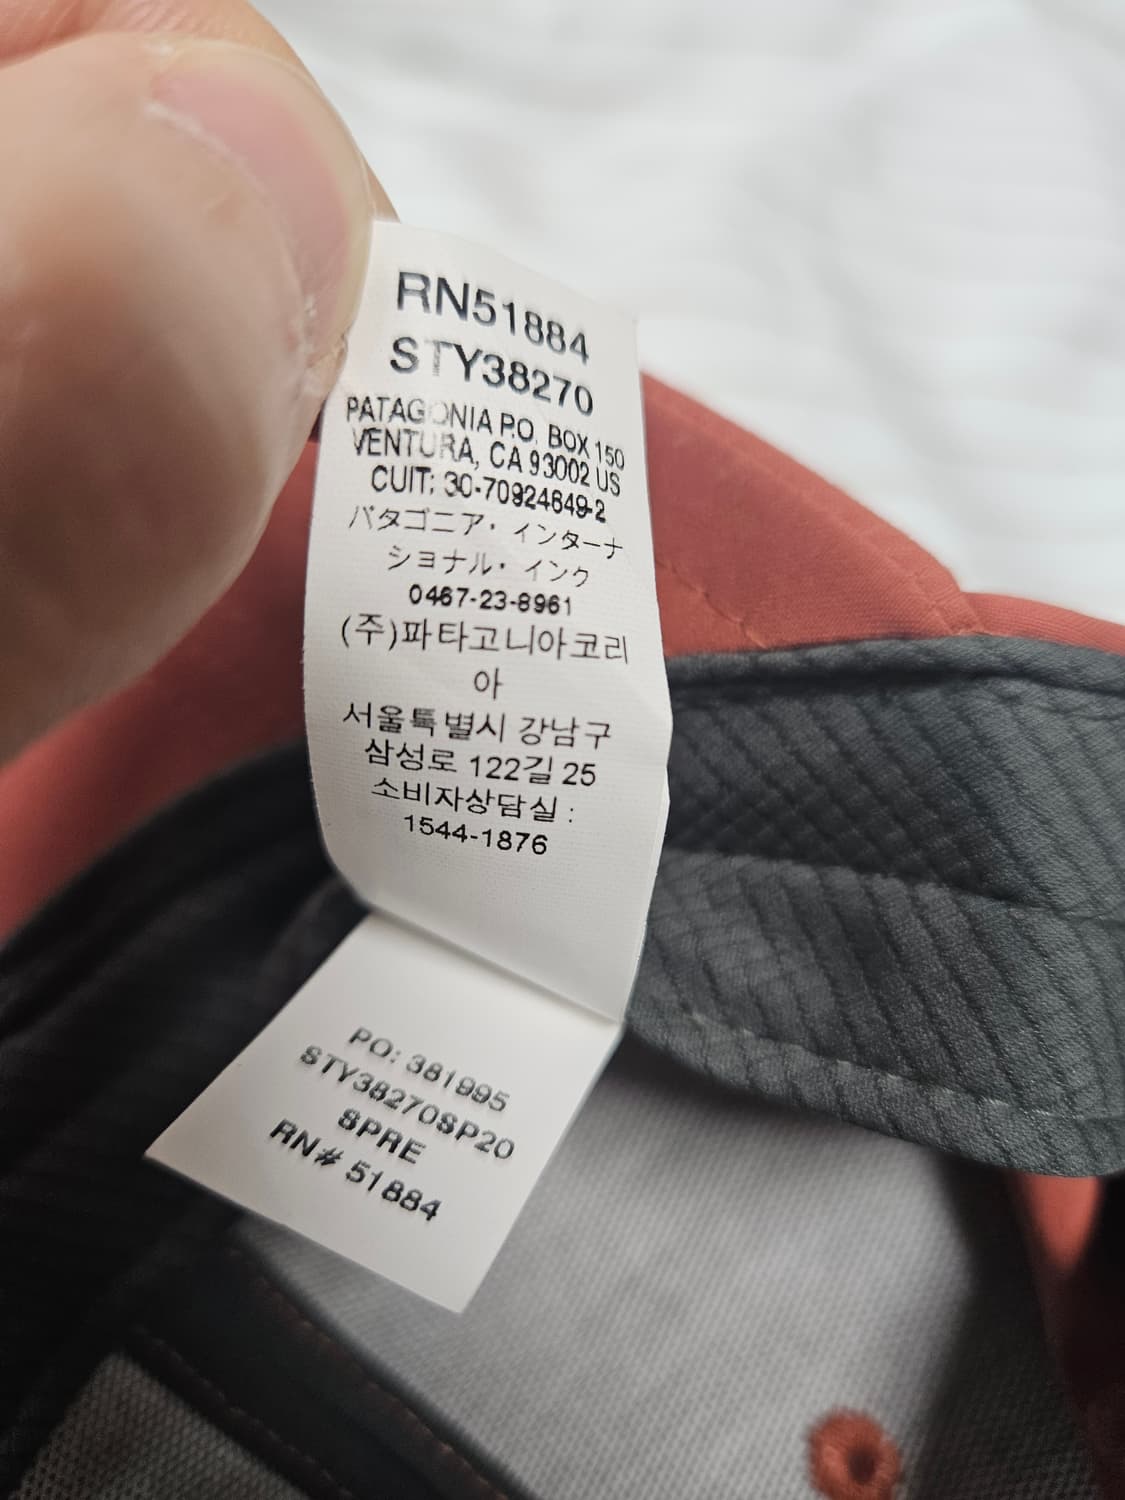 RN51884
STY38270
PATAGONIA P.O. BOX 150
VENTURA, CA 93002 US
CUIT: 30-70924649-2
パタゴニア・インターナ
ショナル・インク
0467-23-8961
(주)파타고니아코리
아
서울특별시 강남구
삼성로 122길 25
소비자상담실 :
1544-1876
PO: 381995
STY38270SP20
SPRE
RN# 51884